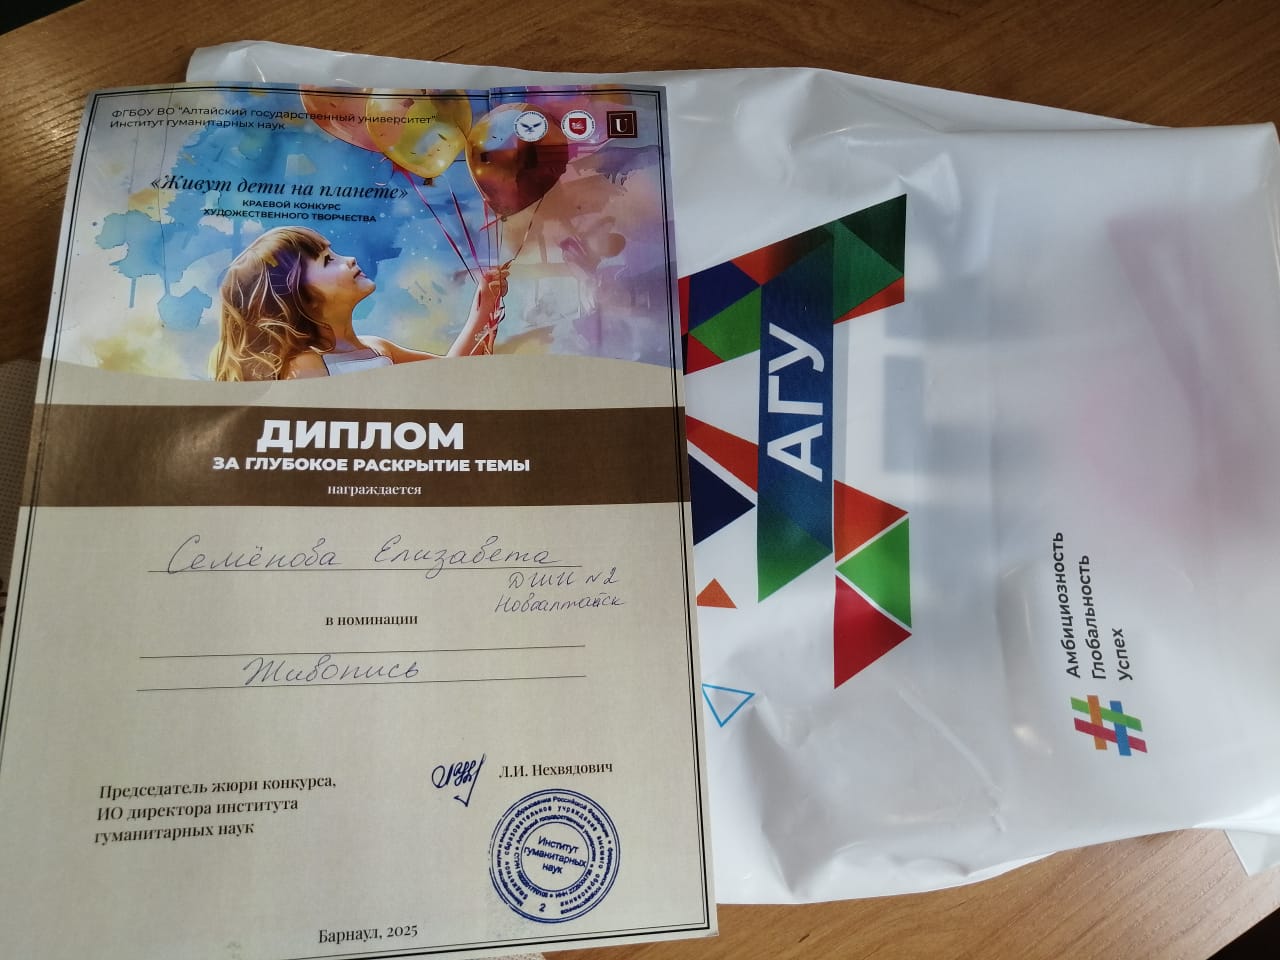 ФГБОУ ВО "Алтайский государственный университет"
Институт гуманитарных наук
U
«Живут дети на планете»
КРАЕВОЙ КОНКУРС
ХУДОЖЕСТВЕННОГО ТВОРЧЕСТВА
ДИПЛОМ
ЗА ГЛУБОКОЕ РАСКРЫТИЕ ТЕМЫ
награждается
Семёнова Елизавета
ДШИ №2
Новоалтайск
в номинации
Живопись
Председатель жюри конкурса,
ИО директора института
гуманитарных наук
Л.И. Нехвядович
Институт
гуманитарных
наук
2
Барнаул, 2025
АГУ
Амбициозность
Глобальность
Успех